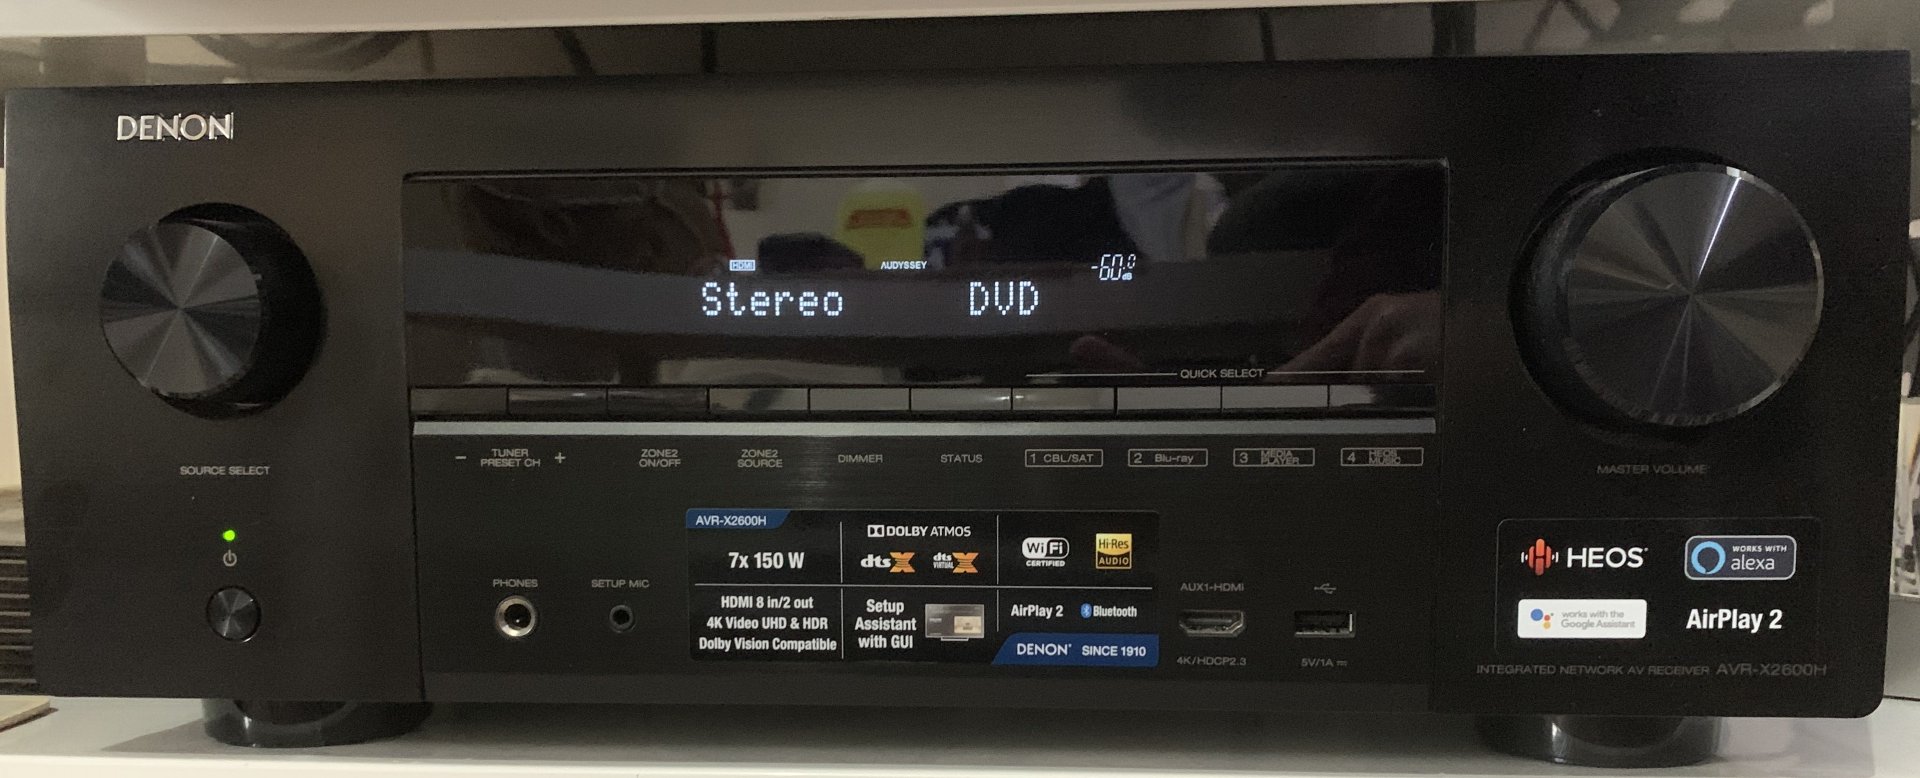 DENON
HDMI AUDYSSEY -60.0 dB
Stereo DVD
QUICK SELECT
SOURCE SELECT
- TUNER PRESET CH +
ZONE2 ON/OFF
ZONE2 SOURCE
DIMMER
STATUS
1 CBL/SAT
2 Blu-ray
3 MEDIA PLAYER
4 HEOS MUSIC
MASTER VOLUME
PHONES
SETUP MIC
AVR-X2600H
7x 150 W
DOLBY ATMOS
dts X dts VIRTUAL X
Wi Fi CERTIFIED
Hi-Res AUDIO
HDMI 8 in/2 out
4K Video UHD & HDR
Dolby Vision Compatible
Setup
Assistant
with GUI
AirPlay 2 Bluetooth
DENON SINCE 1910
AUX1-HDMI
4K/HDCP2.3
5V/1A
HEOS
WORKS WITH
alexa
works with the
Google Assistant
AirPlay 2
INTEGRATED NETWORK AV RECEIVER AVR-X2600H